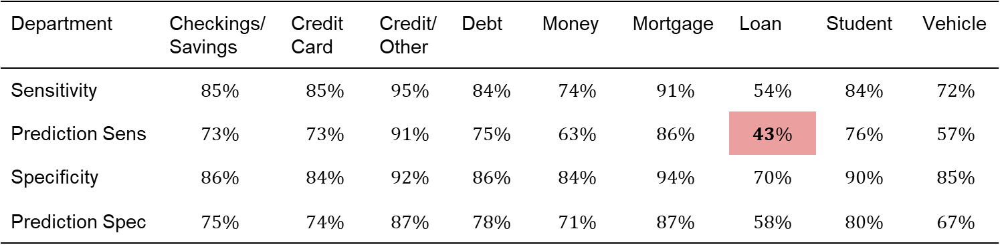 Department Checkings/ Credit Credit/ Debt Money Mortgage Loan Student Vehicle
Savings Card Other
Sensitivity 85% 85% 95% 84% 74% 91% 54% 84% 72%
Prediction Sens 73% 73% 91% 75% 63% 86% 43% 76% 57%
Specificity 86% 84% 92% 86% 84% 94% 70% 90% 85%
Prediction Spec 75% 74% 87% 78% 71% 87% 58% 80% 67%